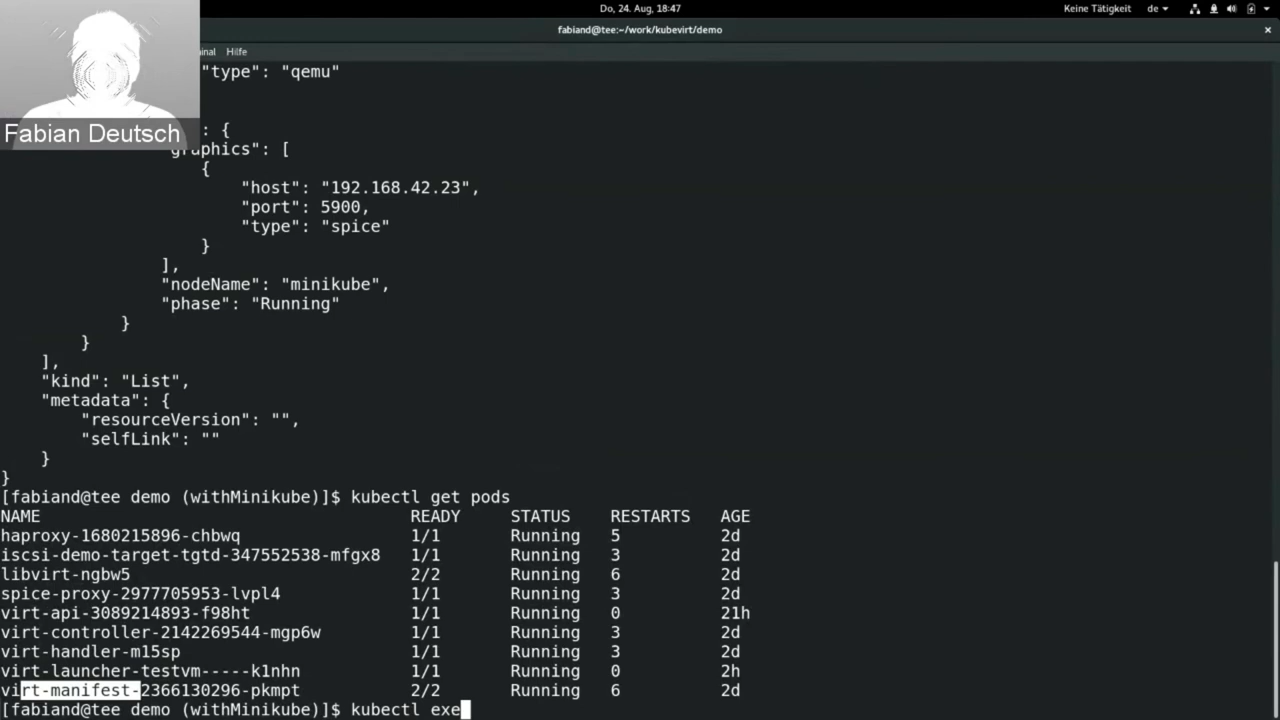 Do, 24. Aug, 18:47
Keine Tätigkeit de
fabiand@tee:~/work/kubevirt/demo
Hilfe
"type": "qemu"
Fabian Deutsch
: {
"graphics": [
{
"host": "192.168.42.23",
"port": 5900,
"type": "spice"
}
],
"nodeName": "minikube",
"phase": "Running"
}
}
],
"kind": "List",
"metadata": {
"resourceVersion": "",
"selfLink": ""
}
}
[fabiand@tee demo (withMinikube)]$ kubectl get pods
NAME READY STATUS RESTARTS AGE
haproxy-1680215896-chbwq 1/1 Running 5 2d
iscsi-demo-target-tgtd-347552538-mfgx8 1/1 Running 3 2d
libvirt-ngbw5 2/2 Running 6 2d
spice-proxy-2977705953-lvpl4 1/1 Running 3 2d
virt-api-3089214893-f98ht 1/1 Running 0 21h
virt-controller-2142269544-mgp6w 1/1 Running 3 2d
virt-handler-m15sp 1/1 Running 3 2d
virt-launcher-testvm-----k1nhn 1/1 Running 0 2h
virt-manifest-2366130296-pkmpt 2/2 Running 6 2d
[fabiand@tee demo (withMinikube)]$ kubectl exe